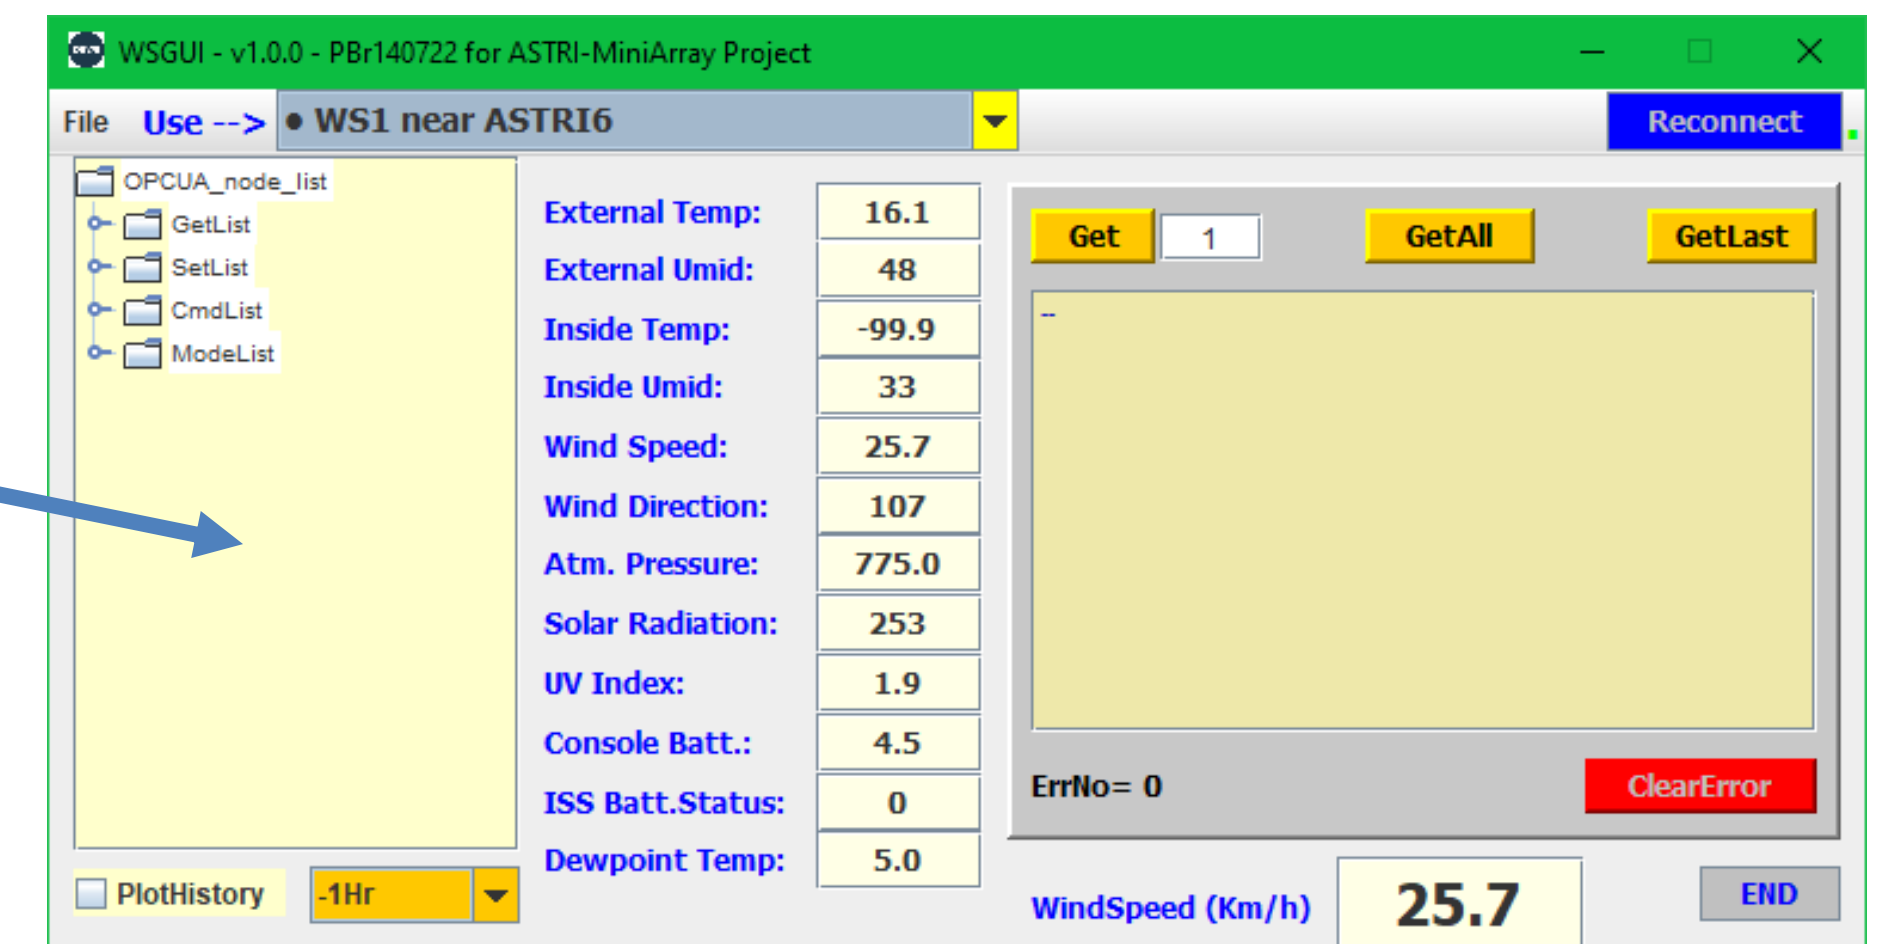 WSGUI - v1.0.0 - PBr140722 for ASTRI-MiniArray Project
File Use --> ● WS1 near ASTRI6 Reconnect
OPCUA_node_list
GetList
SetList
CmdList
ModeList
PlotHistory -1Hr
External Temp: 16.1
External Umid: 48
Inside Temp: -99.9
Inside Umid: 33
Wind Speed: 25.7
Wind Direction: 107
Atm. Pressure: 775.0
Solar Radiation: 253
UV Index: 1.9
Console Batt.: 4.5
ISS Batt.Status: 0
Dewpoint Temp: 5.0
Get 1 GetAll GetLast
--
ErrNo= 0 ClearError
WindSpeed (Km/h) 25.7 END